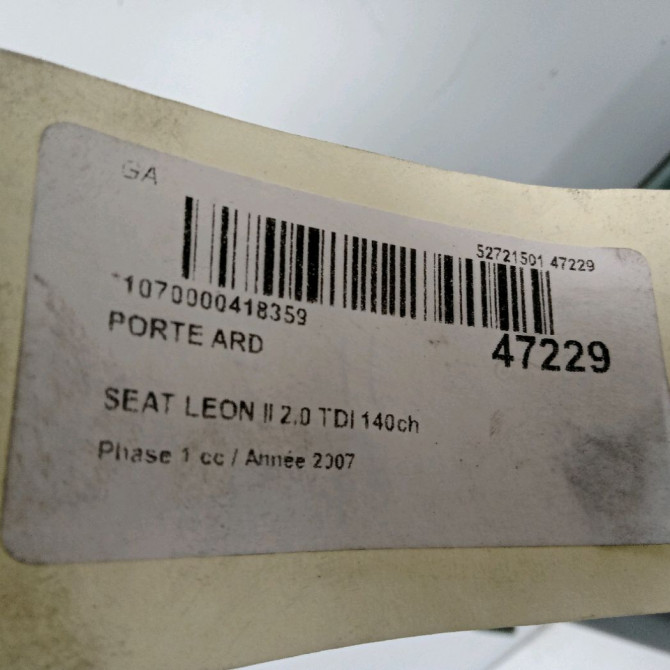 GA
52721501 47229
*1070000418359
PORTE ARD
47229
SEAT LEON II 2.0 TDI 140ch
Phase 1 cc / Année 2007